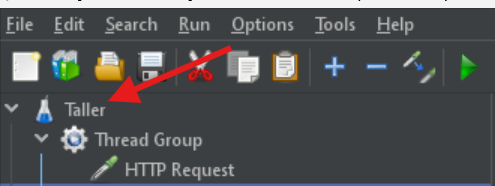 File Edit Search Run Options Tools Help
Taller
Thread Group
HTTP Request